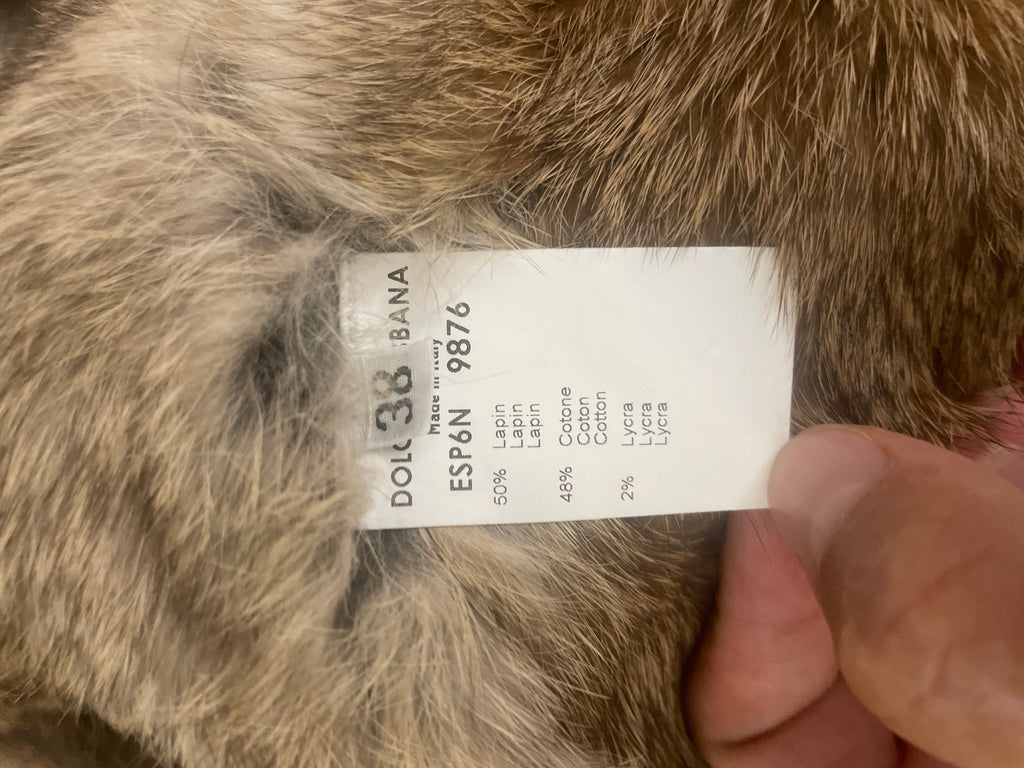 DOLC BBANA
38
Made in Italy
ESP6N 9876
50% Lapin
Lapin
Lapin
48% Cotone
Coton
Cotton
2% Lycra
Lycra
Lycra